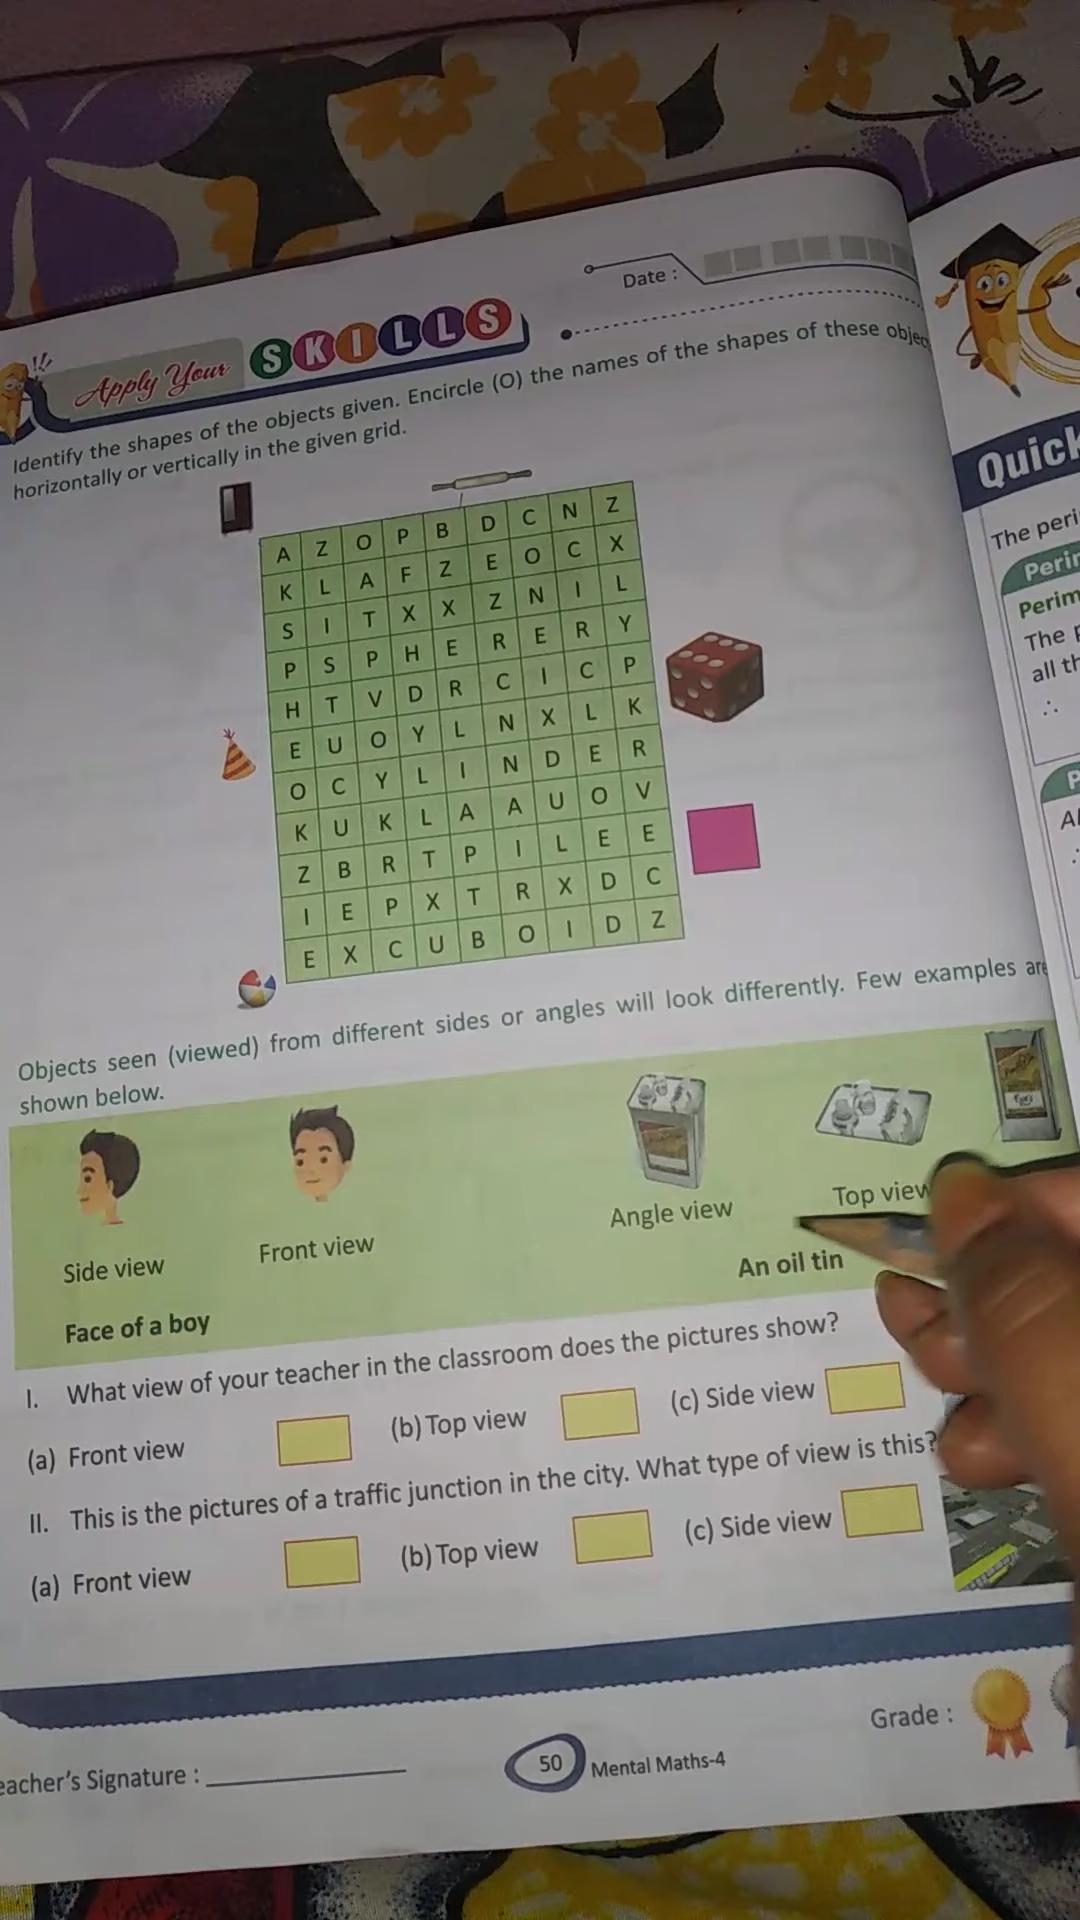 Date :
Apply Your SKILLS
Identify the shapes of the objects given. Encircle (O) the names of the shapes of these
horizontally or vertically in the given grid.
A Z O P B D C N Z
K L A F Z E O C X
S I T X X Z N I L
P S P H E R E R Y
H T V D R C I C P
E U O Y L N X L K
O C Y L I N D E R
K U K L A A U O V
Z B R T P I L E E
I E P X T R X D C
E X C U B O I D Z
Objects seen (viewed) from different sides or angles will look differently. Few examples are
shown below.
Side view
Front view
Angle view
Top view
Face of a boy
An oil tin
I. What view of your teacher in the classroom does the pictures show?
(a) Front view (b) Top view (c) Side view
II. This is the pictures of a traffic junction in the city. What type of view is this?
(a) Front view (b) Top view (c) Side view
Grade :
50 Mental Maths-4
eacher's Signature :
Quick
The peri
Perim
The
all th
∴